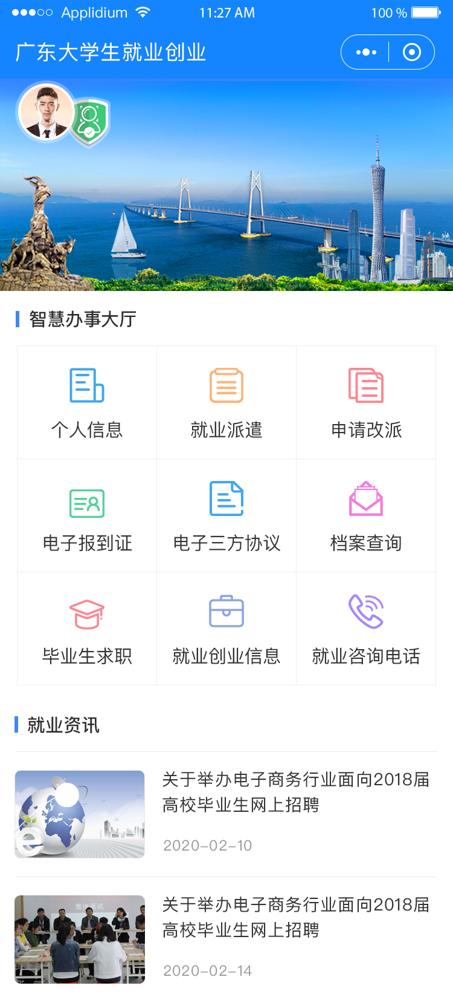 Applidium 11:27 AM 100 %
广东大学生就业创业
智慧办事大厅
个人信息 就业派遣 申请改派
电子报到证 电子三方协议 档案查询
毕业生求职 就业创业信息 就业咨询电话
就业资讯
关于举办电子商务行业面向2018届
高校毕业生网上招聘
2020-02-10
e
集体面试
关于举办电子商务行业面向2018届
高校毕业生网上招聘
2020-02-14